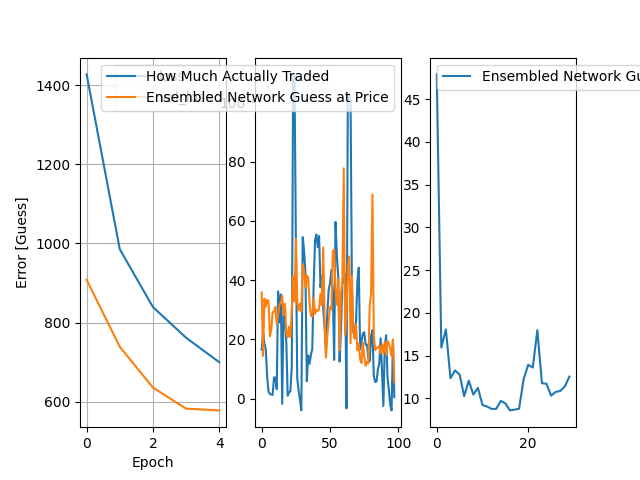 How Much Actually Traded
Ensembled Network Guess at Price
Ensembled Network Gu
Error [Guess]
1400
1200
1000
800
600
0 2 4
Epoch
100
80
60
40
20
0
0 50 100
45
40
35
30
25
20
15
10
0 20